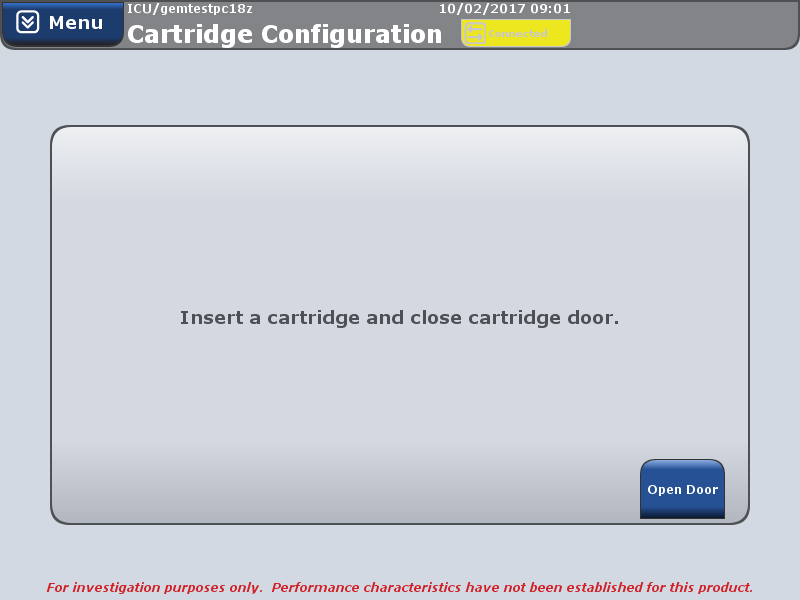 Menu
ICU/gemtestpc18z
10/02/2017 09:01
Cartridge Configuration
Connected
Insert a cartridge and close cartridge door.
Open Door
For investigation purposes only. Performance characteristics have not been established for this product.